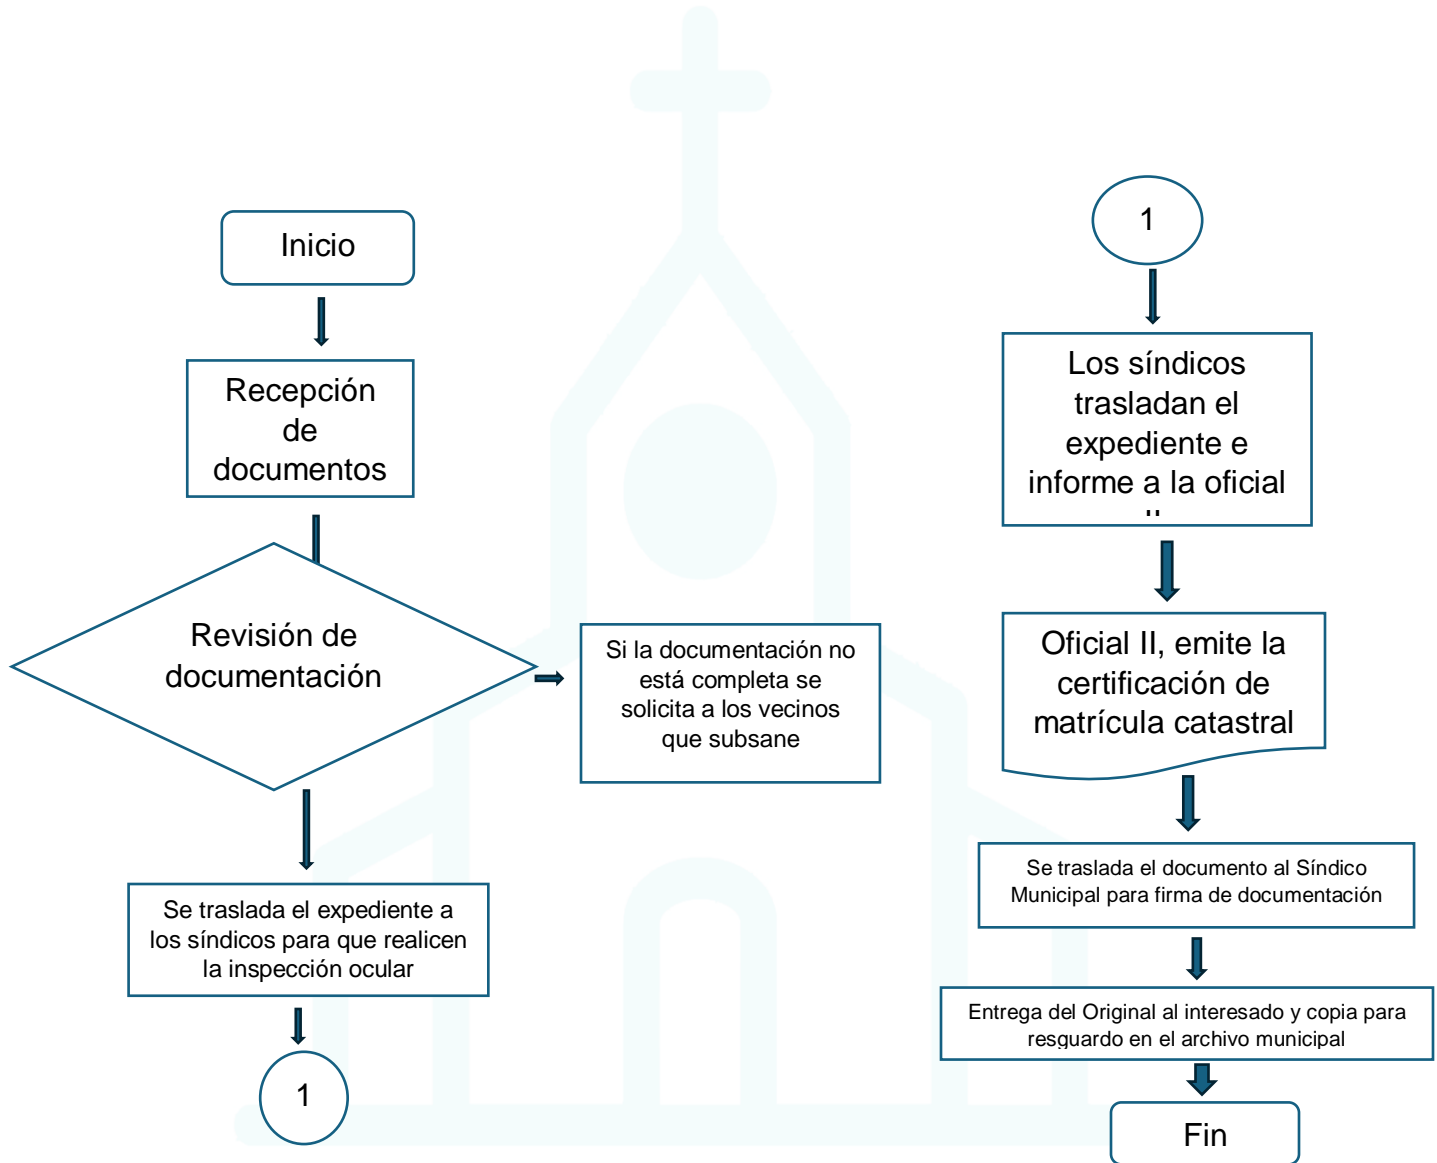 Inicio
Recepción
de
documentos
Revisión de
documentación
Si la documentación no
está completa se
solicita a los vecinos
que subsane
Se traslada el expediente a
los síndicos para que realicen
la inspección ocular
1
1
Los síndicos
trasladan el
expediente e
informe a la oficial
Oficial II, emite la
certificación de
matrícula catastral
Se traslada el documento al Síndico
Municipal para firma de documentación
Entrega del Original al interesado y copia para
resguardo en el archivo municipal
Fin